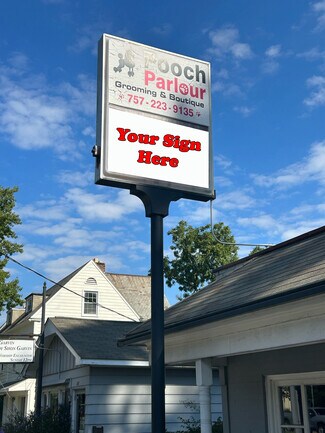 Pooch
Parlour
Grooming & Boutique
757-223-9135
Your Sign
Here